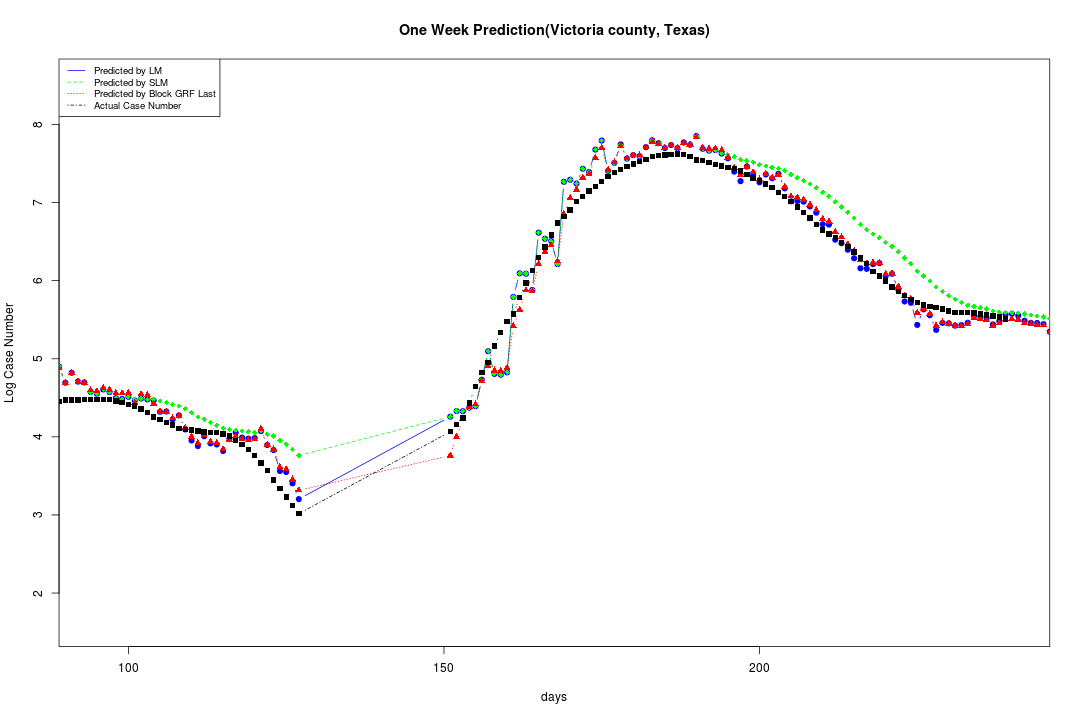 One Week Prediction(Victoria county, Texas)
Predicted by LM
Predicted by SLM
Predicted by Block GRF Last
Actual Case Number
8
7
6
5
4
3
2
Log Case Number
100 150 200
days